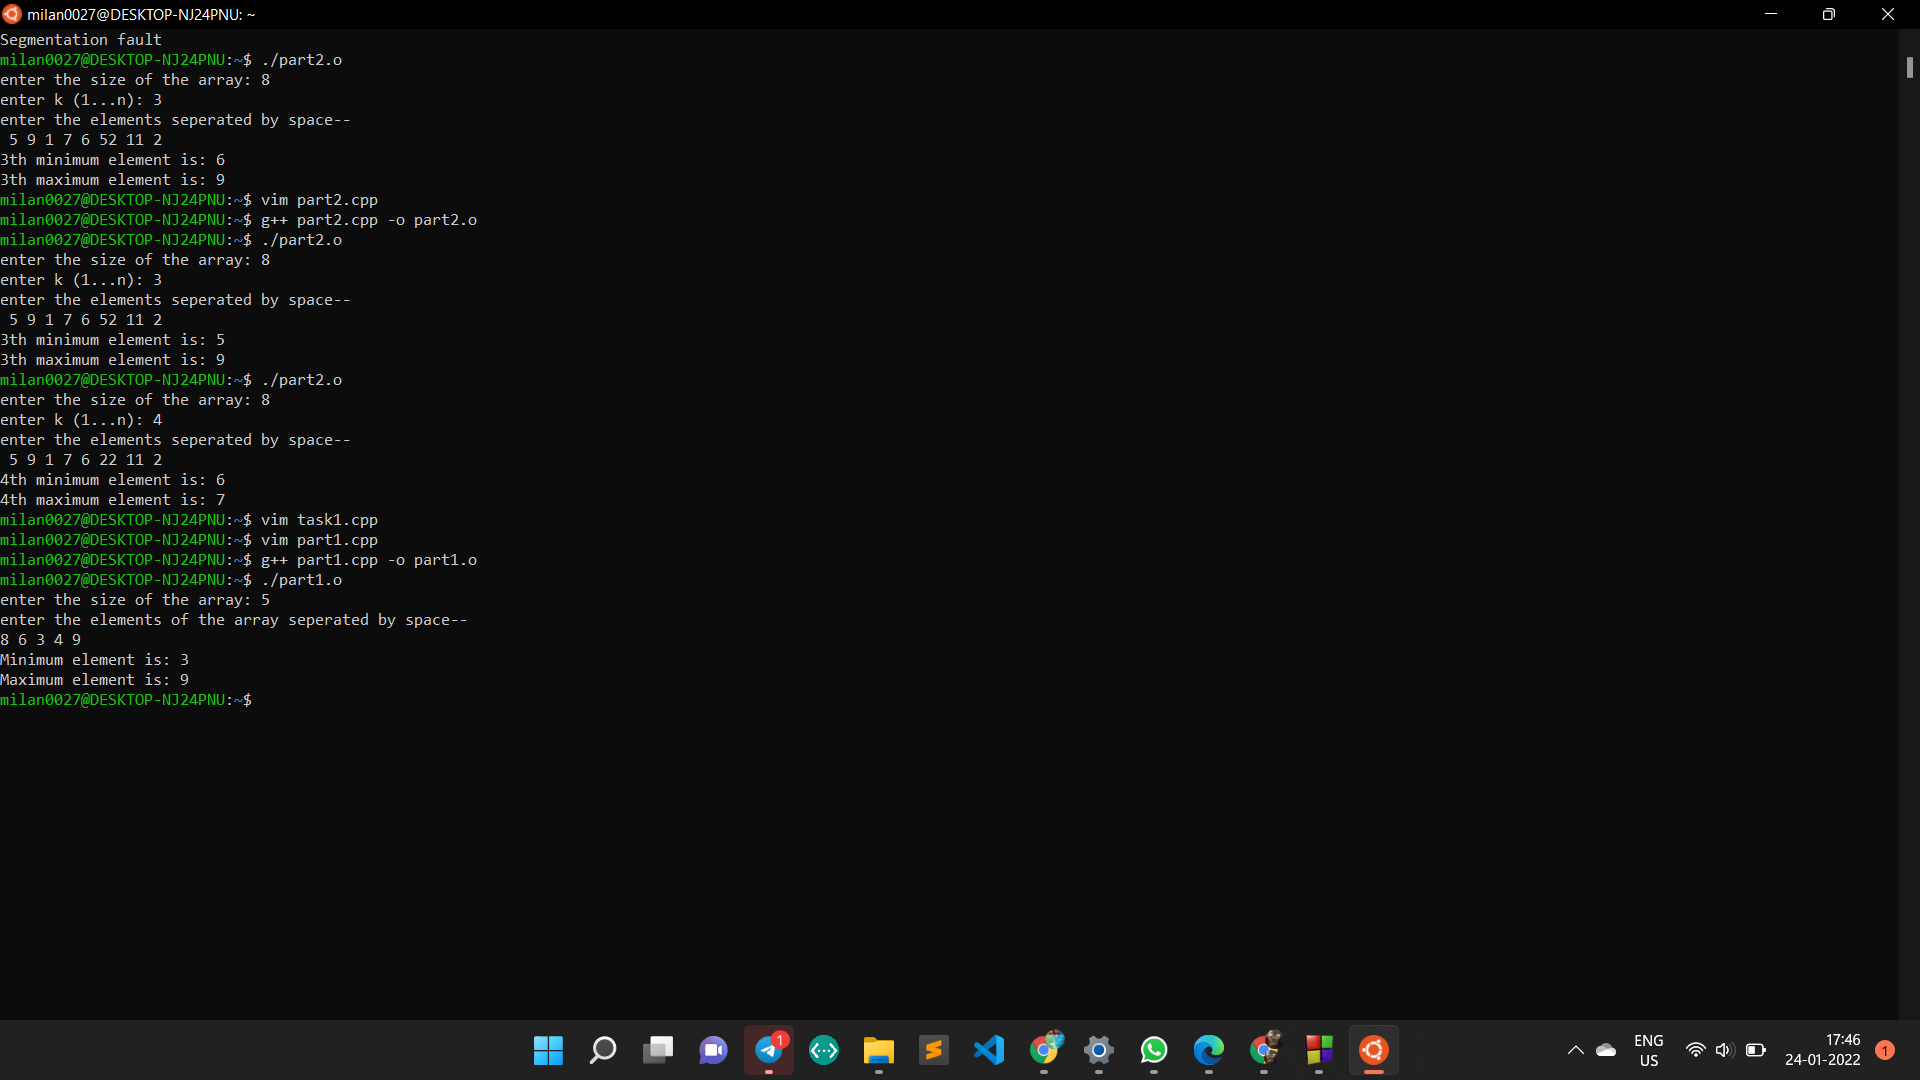 milan0027@DESKTOP-NJ24PNU: ~
Segmentation fault
milan0027@DESKTOP-NJ24PNU:~$ ./part2.o
enter the size of the array: 8
enter k (1...n): 3
enter the elements seperated by space--
 5 9 1 7 6 52 11 2
3th minimum element is: 6
3th maximum element is: 9
milan0027@DESKTOP-NJ24PNU:~$ vim part2.cpp
milan0027@DESKTOP-NJ24PNU:~$ g++ part2.cpp -o part2.o
milan0027@DESKTOP-NJ24PNU:~$ ./part2.o
enter the size of the array: 8
enter k (1...n): 3
enter the elements seperated by space--
 5 9 1 7 6 52 11 2
3th minimum element is: 5
3th maximum element is: 9
milan0027@DESKTOP-NJ24PNU:~$ ./part2.o
enter the size of the array: 8
enter k (1...n): 4
enter the elements seperated by space--
 5 9 1 7 6 22 11 2
4th minimum element is: 6
4th maximum element is: 7
milan0027@DESKTOP-NJ24PNU:~$ vim task1.cpp
milan0027@DESKTOP-NJ24PNU:~$ vim part1.cpp
milan0027@DESKTOP-NJ24PNU:~$ g++ part1.cpp -o part1.o
milan0027@DESKTOP-NJ24PNU:~$ ./part1.o
enter the size of the array: 5
enter the elements of the array seperated by space--
8 6 3 4 9
Minimum element is: 3
Maximum element is: 9
milan0027@DESKTOP-NJ24PNU:~$
1
ENG
US
17:46
24-01-2022
1